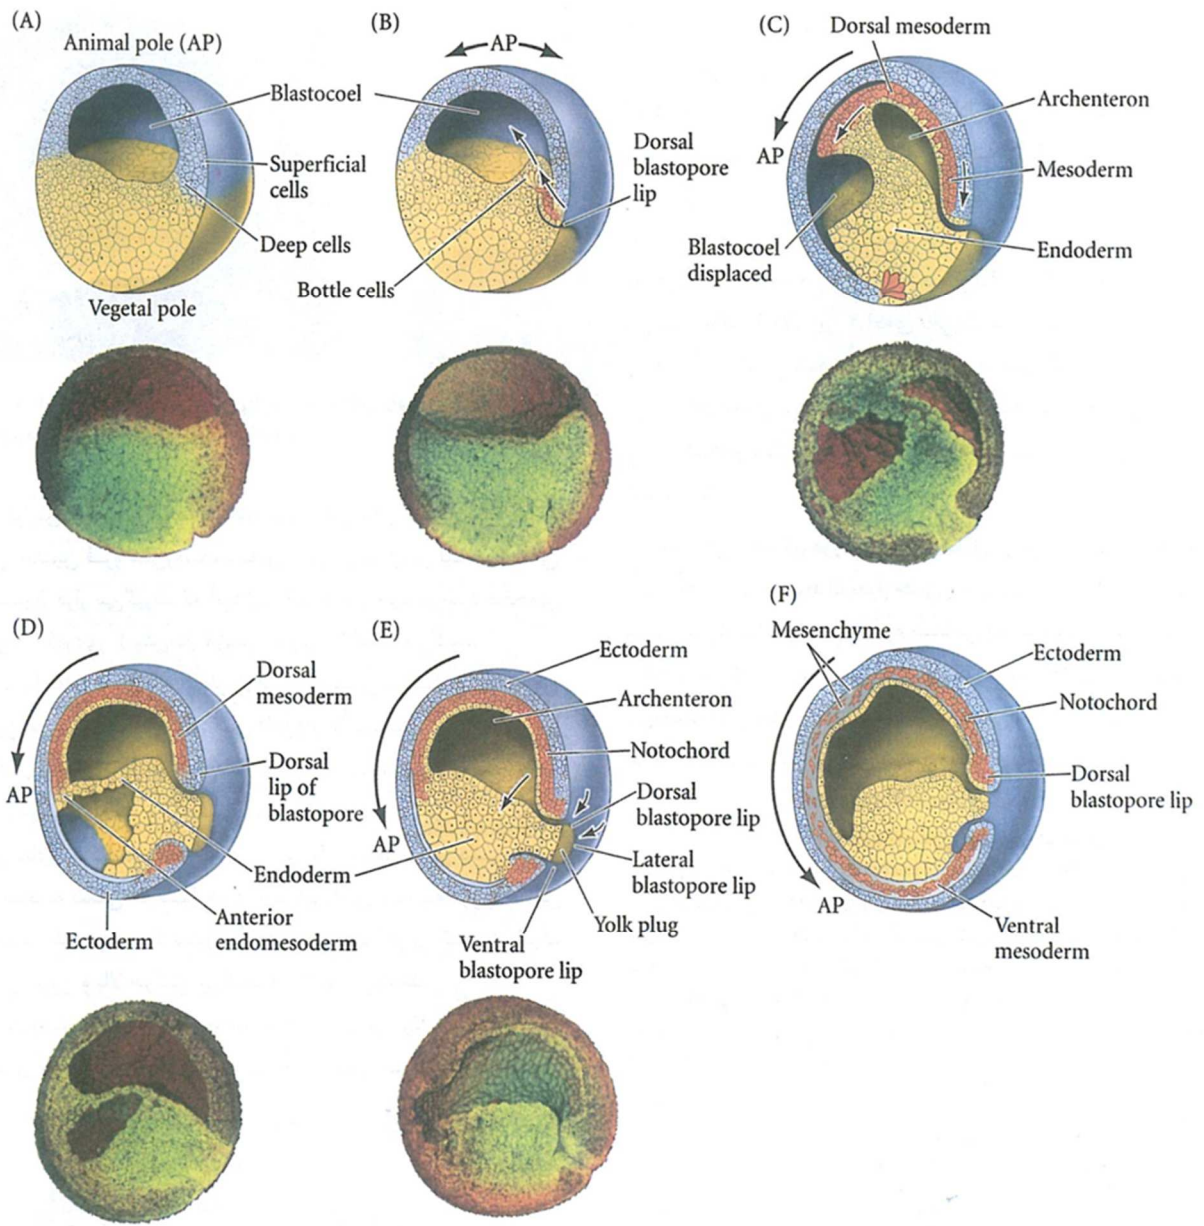 (A)
Animal pole (AP)
Blastocoel
Superficial
cells
Deep cells
Vegetal pole
(B)
AP
Dorsal
blastopore
lip
Bottle cells
(C)
Dorsal mesoderm
Archenteron
AP
Mesoderm
Blastocoel
displaced
Endoderm
(D)
Dorsal
mesoderm
AP
Dorsal
lip of
blastopore
Endoderm
Anterior
endomesoderm
Ectoderm
(E)
Ectoderm
Archenteron
Notochord
AP
Dorsal
blastopore lip
Lateral
blastopore lip
Yolk plug
Ventral
blastopore lip
(F)
Mesenchyme
Ectoderm
Notochord
Dorsal
blastopore lip
AP
Ventral
mesoderm